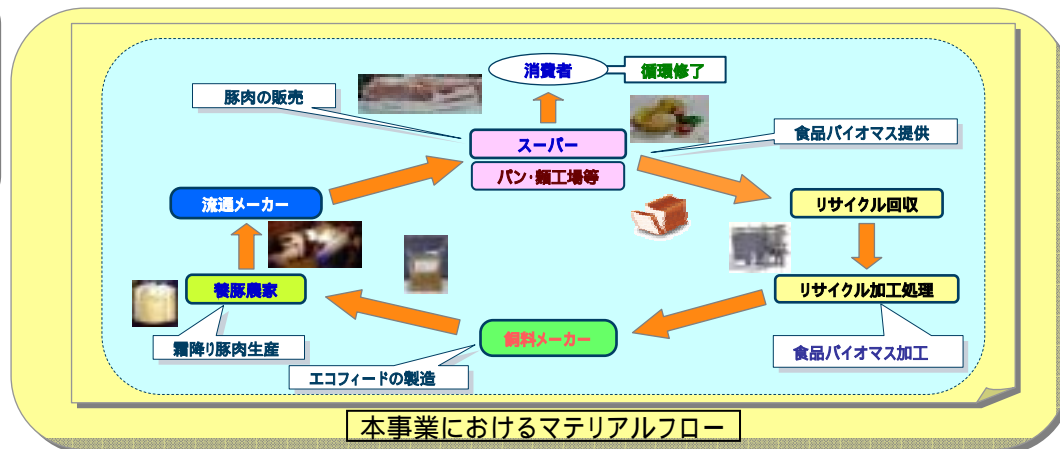 消費者
循環修了
豚肉の販売
スーパー
食品バイオマス提供
パン・麺工場等
流通メーカー
リサイクル回収
養豚農家
リサイクル加工処理
霜降り豚肉生産
飼料メーカー
食品バイオマス加工
エコフィードの製造
本事業におけるマテリアルフロー